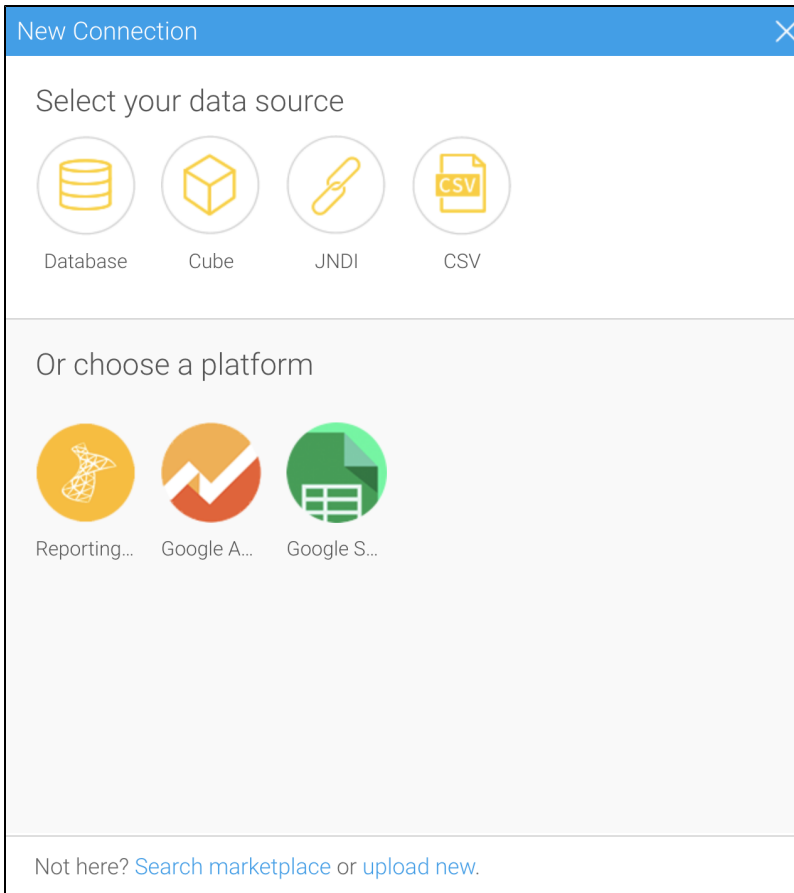 New Connection
Select your data source
CSV
Database Cube JNDI CSV
Or choose a platform
Reporting... Google A... Google S...
Not here? Search marketplace or upload new.